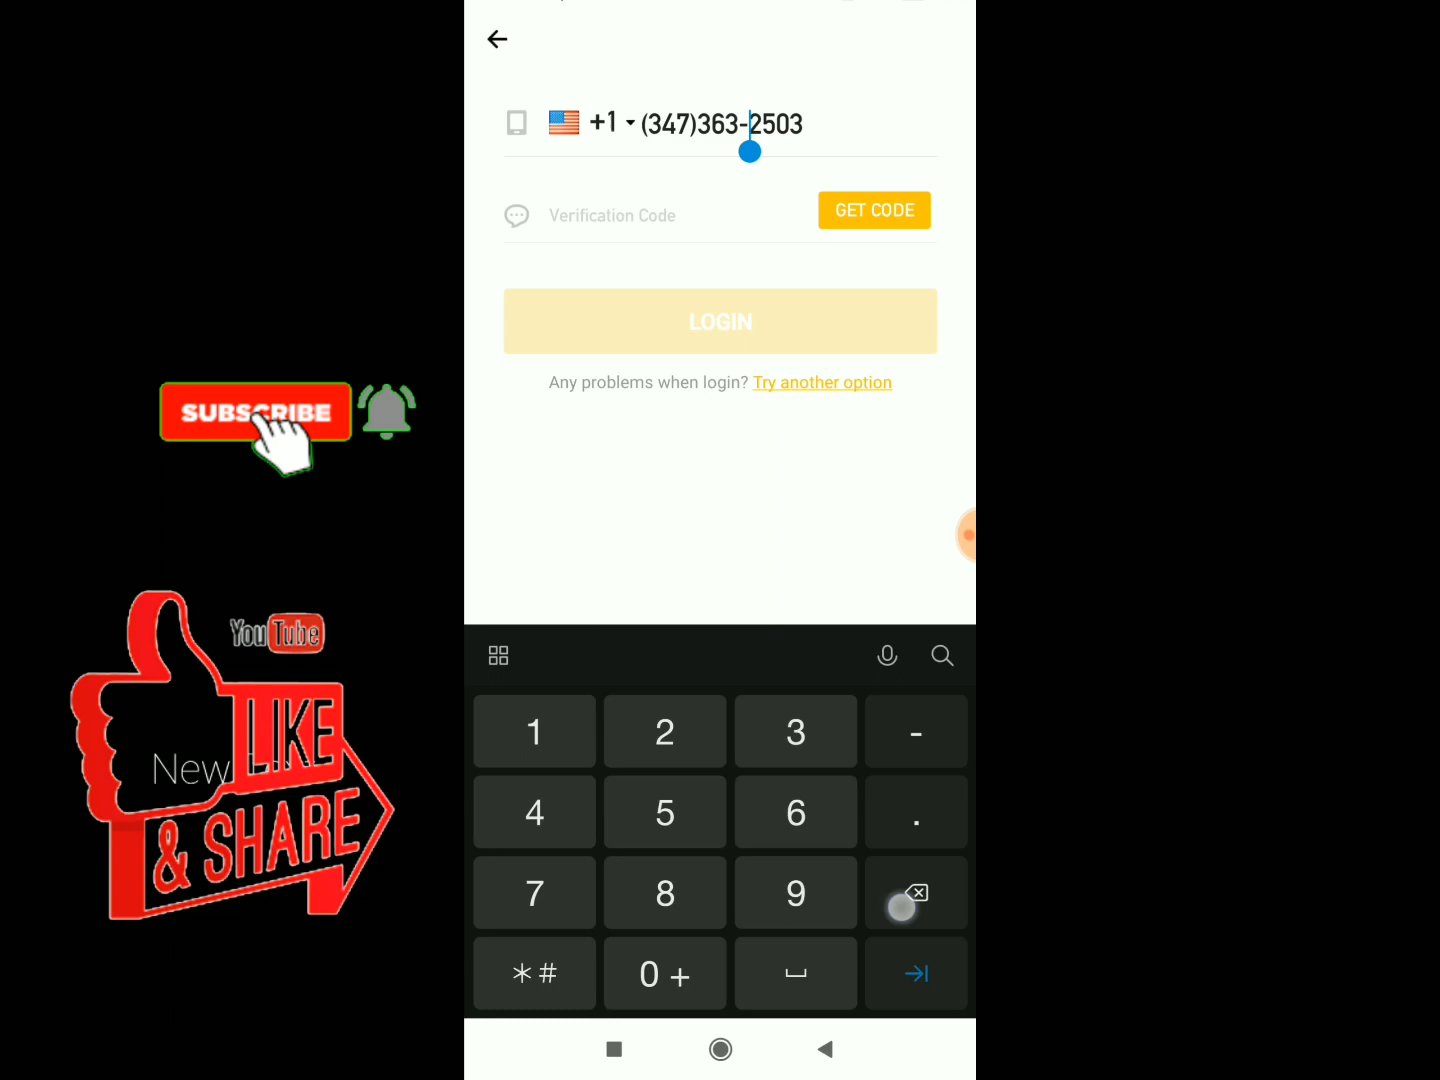 +1 (347)363-2503
Verification Code
GET CODE
LOGIN
Any problems when login? Try another option
SUBSCRIBE
YouTube
LIKE
New
& SHARE
1 2 3 -
4 5 6 .
7 8 9
*# 0 +